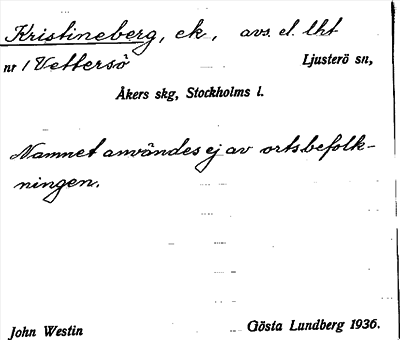 Kristineberg, ek, avs. el. lht
nr 1 Vettersö Ljusterö sn,
Åkers skg, Stockholms l.
Namnet användes ej av ortsbefolk-
ningen.
John Westin Gösta Lundberg 1936.